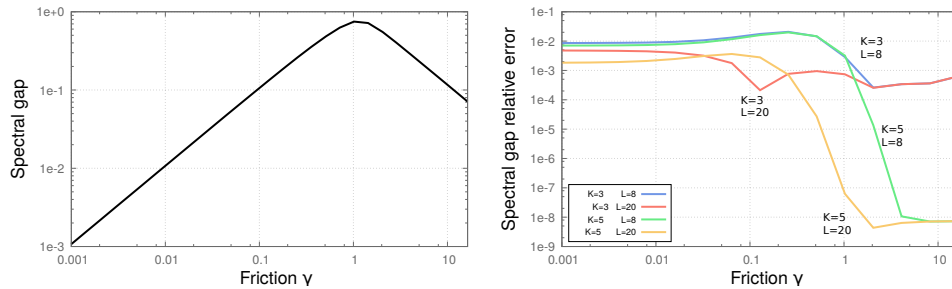 1e+0
1e-1
1e-2
1e-3
0.001
0.01
0.1
1
10
Spectral gap
Friction γ
1e-1
1e-2
1e-3
1e-4
1e-5
1e-6
1e-7
1e-8
1e-9
0.001
0.01
0.1
1
10
Spectral gap relative error
Friction γ
K=3
L=8
K=3
L=20
K=5
L=8
K=5
L=20
K=3 L=8
K=3 L=20
K=5 L=8
K=5 L=20